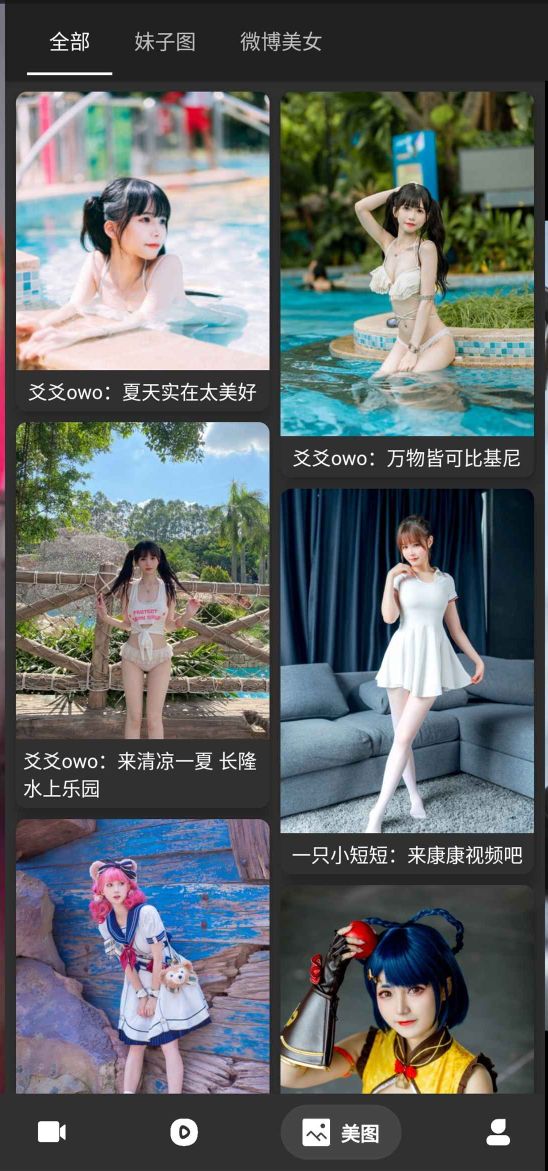 全部 妹子图 微博美女
爻爻owo：夏天实在太美好
爻爻owo：万物皆可比基尼
PROTECT
爻爻owo：来清凉一夏 长隆
水上乐园
一只小短短：来康康视频吧
美图